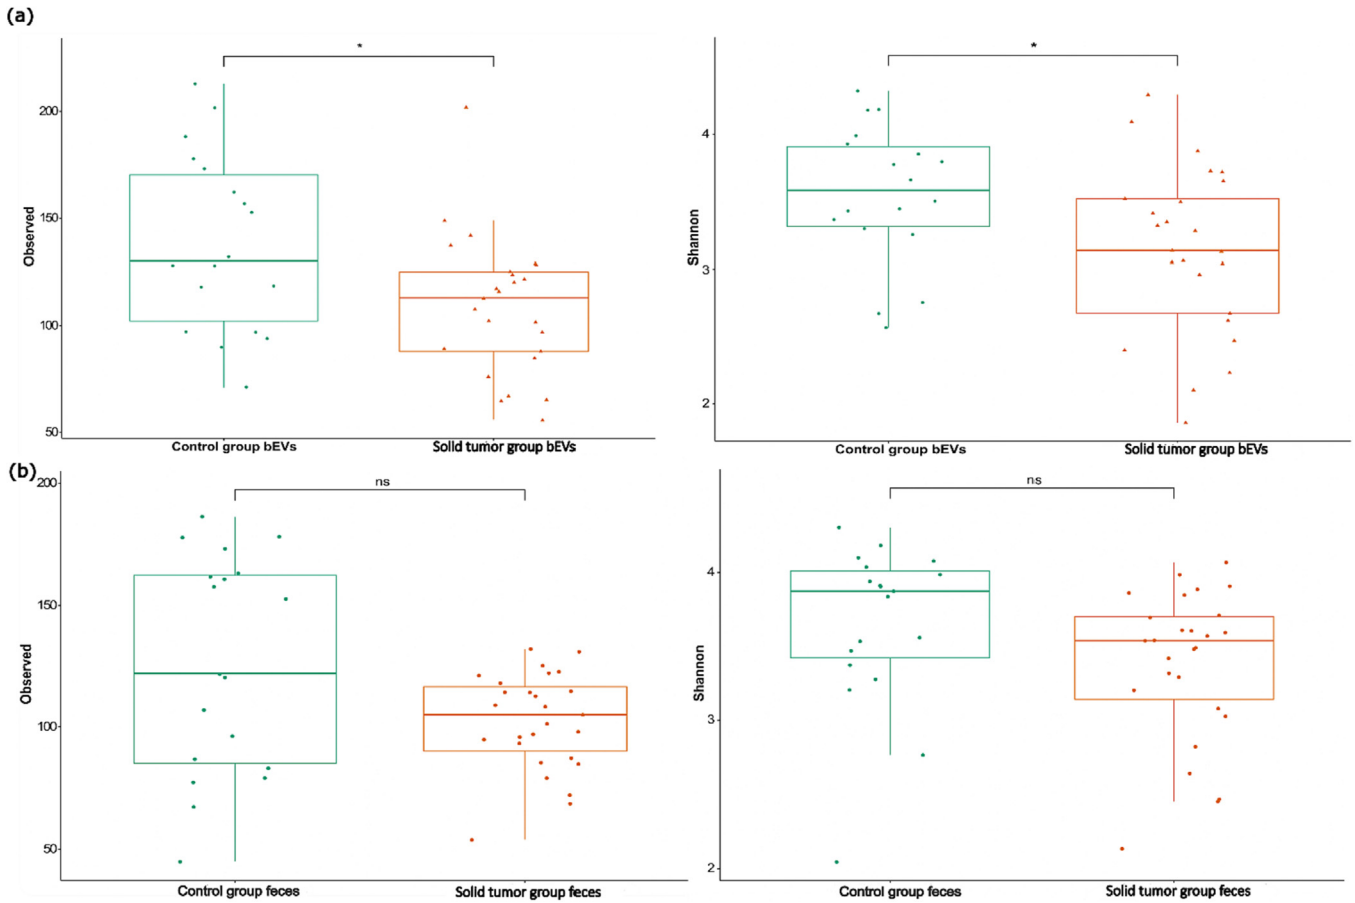 (a)
*
200
150
100
50
Observed
Control group bEVs
Solid tumor group bEVs
*
4
3
2
Shannon
Control group bEVs
Solid tumor group bEVs
(b)
ns
200
150
100
50
Observed
Control group feces
Solid tumor group feces
ns
4
3
2
Shannon
Control group feces
Solid tumor group feces